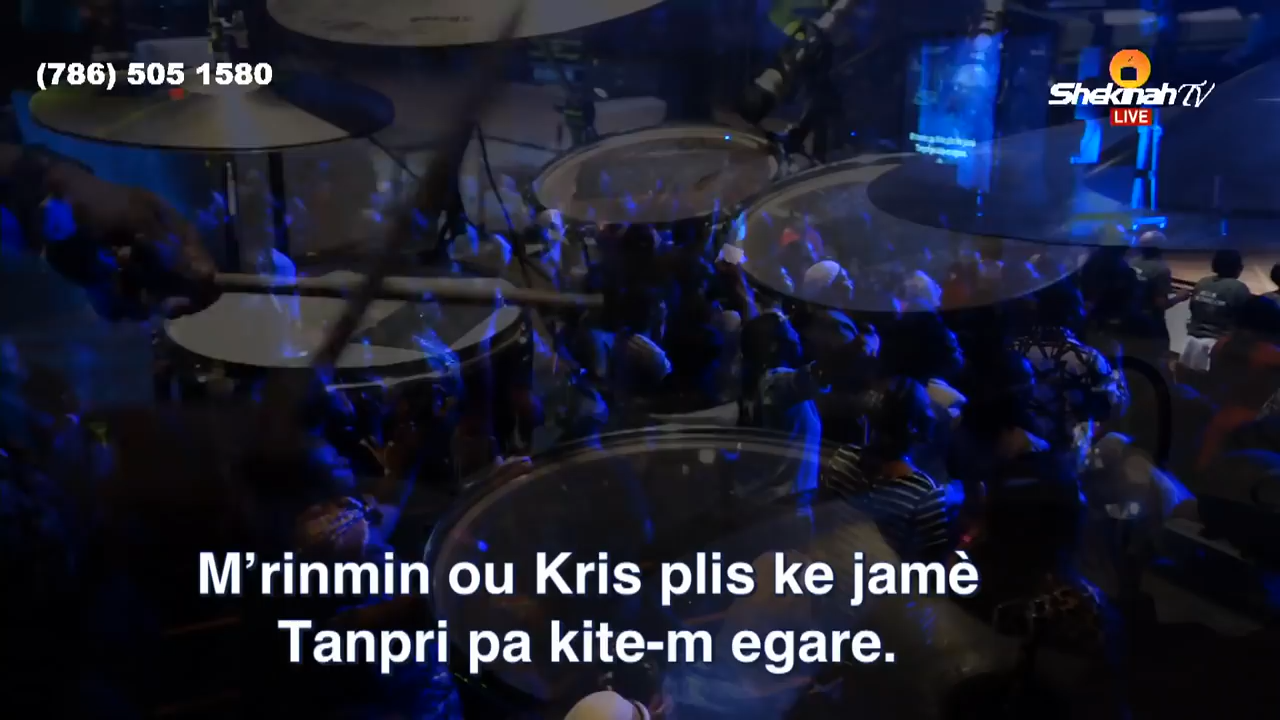 (786) 505 1580
Shekinah TV
LIVE
M’rinmin ou Kris plis ke jamè
Tanpri pa kite-m egare.